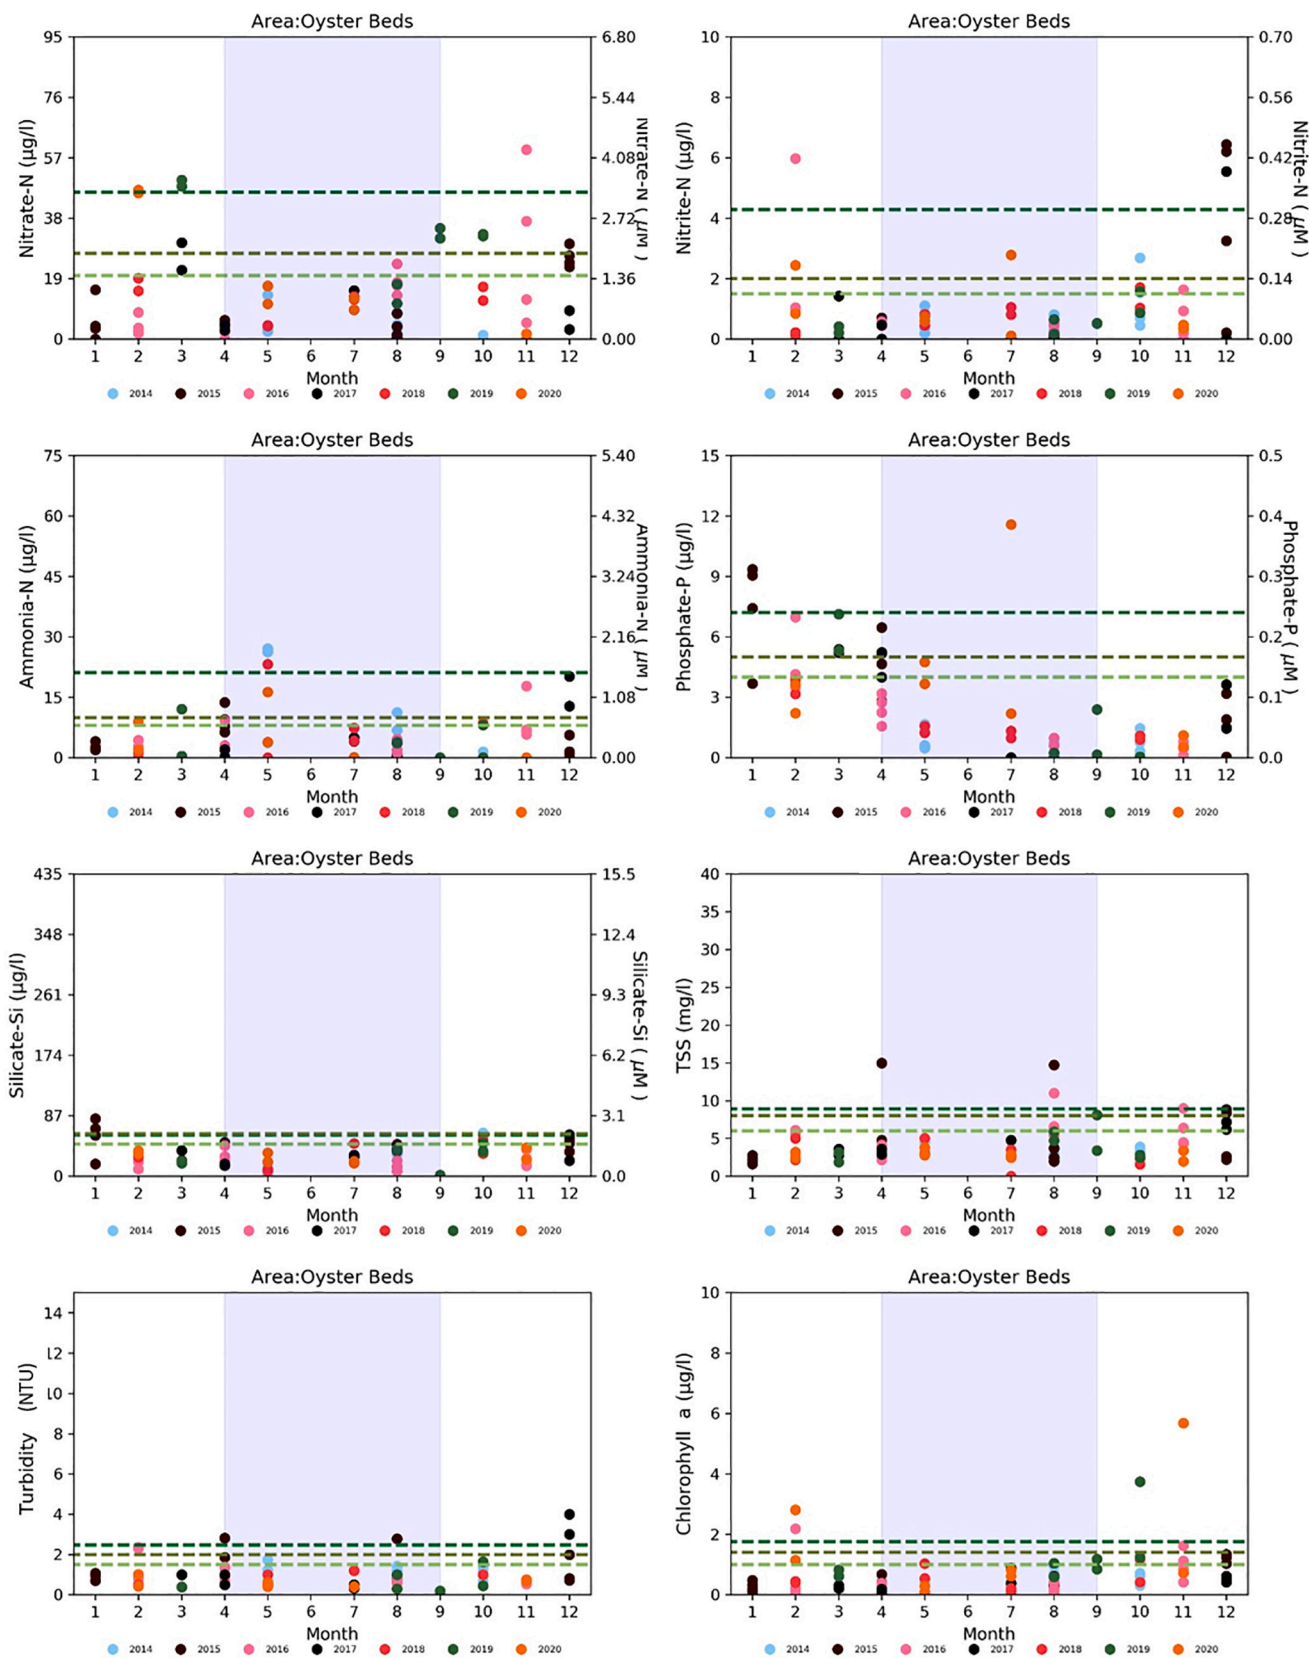 Area:Oyster Beds
95
76
57
38
19
0
Nitrate-N (µg/l)
6.80
5.44
4.08
2.72
1.36
0.00
Nitrate-N ( µM )
1 2 3 4 5 6 7 8 9 10 11 12
Month
2014 2015 2016 2017 2018 2019 2020
Area:Oyster Beds
10
8
6
4
2
0
Nitrite-N (µg/l)
0.70
0.56
0.42
0.28
0.14
0.00
Nitrite-N ( µM )
1 2 3 4 5 6 7 8 9 10 11 12
Month
2014 2015 2016 2017 2018 2019 2020
Area:Oyster Beds
75
60
45
30
15
0
Ammonia-N (µg/l)
5.40
4.32
3.24
2.16
1.08
0.00
Ammonia-N ( µM )
1 2 3 4 5 6 7 8 9 10 11 12
Month
2014 2015 2016 2017 2018 2019 2020
Area:Oyster Beds
15
12
9
6
3
0
Phosphate-P (µg/l)
0.5
0.4
0.3
0.2
0.1
0.0
Phosphate-P ( µM )
1 2 3 4 5 6 7 8 9 10 11 12
Month
2014 2015 2016 2017 2018 2019 2020
Area:Oyster Beds
435
348
261
174
87
0
Silicate-Si (µg/l)
15.5
12.4
9.3
6.2
3.1
0.0
Silicate-Si ( µM )
1 2 3 4 5 6 7 8 9 10 11 12
Month
2014 2015 2016 2017 2018 2019 2020
Area:Oyster Beds
40
35
30
25
20
15
10
5
0
TSS (mg/l)
1 2 3 4 5 6 7 8 9 10 11 12
Month
2014 2015 2016 2017 2018 2019 2020
Area:Oyster Beds
14
12
10
8
6
4
2
0
Turbidity (NTU)
1 2 3 4 5 6 7 8 9 10 11 12
Month
2014 2015 2016 2017 2018 2019 2020
Area:Oyster Beds
10
8
6
4
2
0
Chlorophyll a (µg/l)
1 2 3 4 5 6 7 8 9 10 11 12
Month
2014 2015 2016 2017 2018 2019 2020